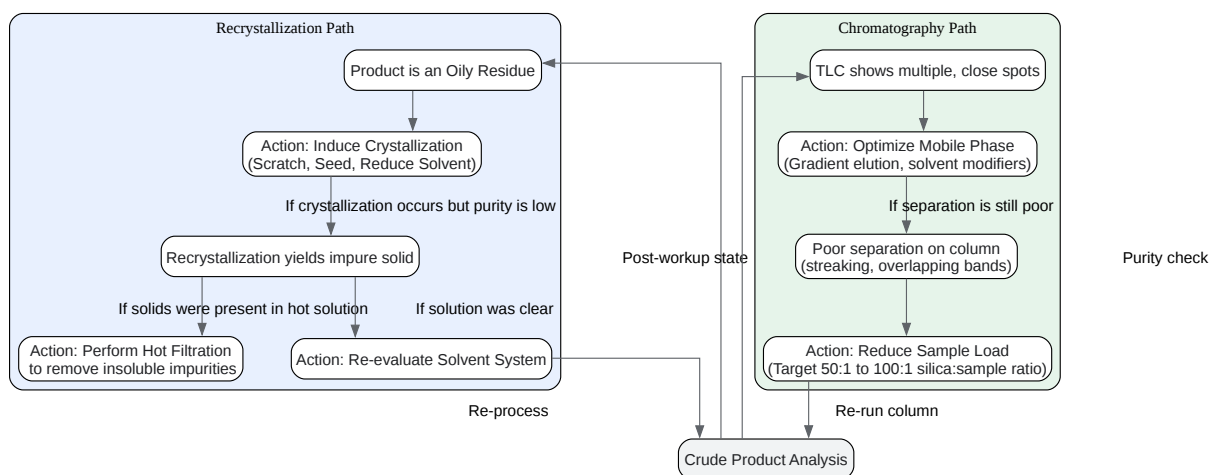 Recrystallization Path
Product is an Oily Residue
Action: Induce Crystallization
(Scratch, Seed, Reduce Solvent)
If crystallization occurs but purity is low
Recrystallization yields impure solid
If solids were present in hot solution
If solution was clear
Action: Perform Hot Filtration
to remove insoluble impurities
Action: Re-evaluate Solvent System
Re-process
Post-workup state
Chromatography Path
TLC shows multiple, close spots
Action: Optimize Mobile Phase
(Gradient elution, solvent modifiers)
If separation is still poor
Poor separation on column
(streaking, overlapping bands)
Action: Reduce Sample Load
(Target 50:1 to 100:1 silica:sample ratio)
Re-run column
Purity check
Crude Product Analysis